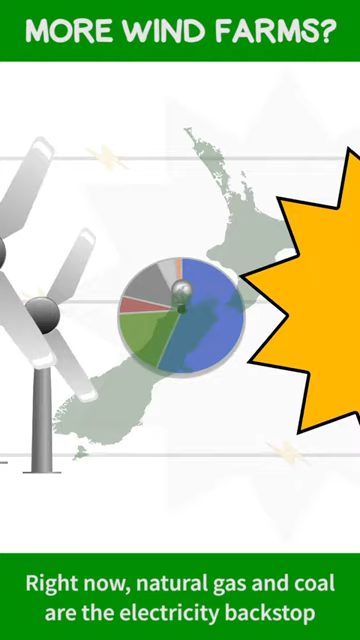 MORE WIND FARMS?
Right now, natural gas and coal
are the electricity backstop